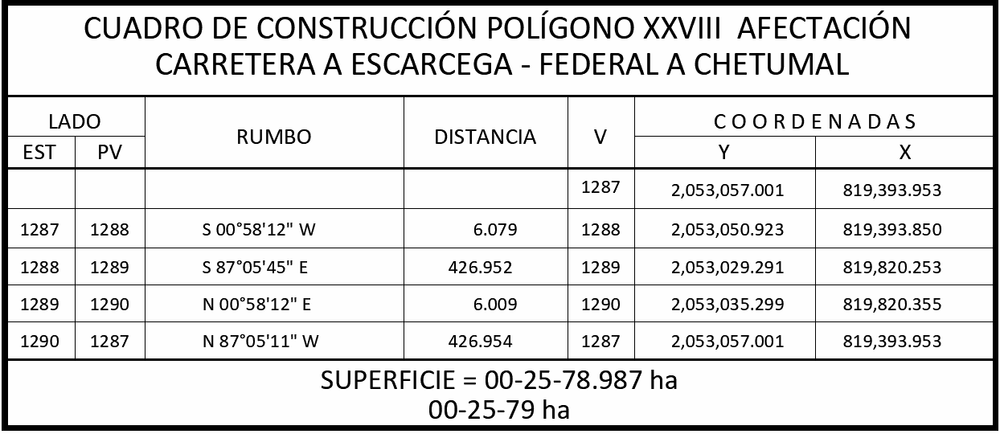 CUADRO DE CONSTRUCCIÓN POLÍGONO XXVIII AFECTACIÓN
CARRETERA A ESCARCEGA - FEDERAL A CHETUMAL
LADO RUMBO DISTANCIA V C O O R D E N A D A S
EST PV Y X
1287 2,053,057.001 819,393.953
1287 1288 S 00°58'12" W 6.079 1288 2,053,050.923 819,393.850
1288 1289 S 87°05'45" E 426.952 1289 2,053,029.291 819,820.253
1289 1290 N 00°58'12" E 6.009 1290 2,053,035.299 819,820.355
1290 1287 N 87°05'11" W 426.954 1287 2,053,057.001 819,393.953
SUPERFICIE = 00-25-78.987 ha
00-25-79 ha